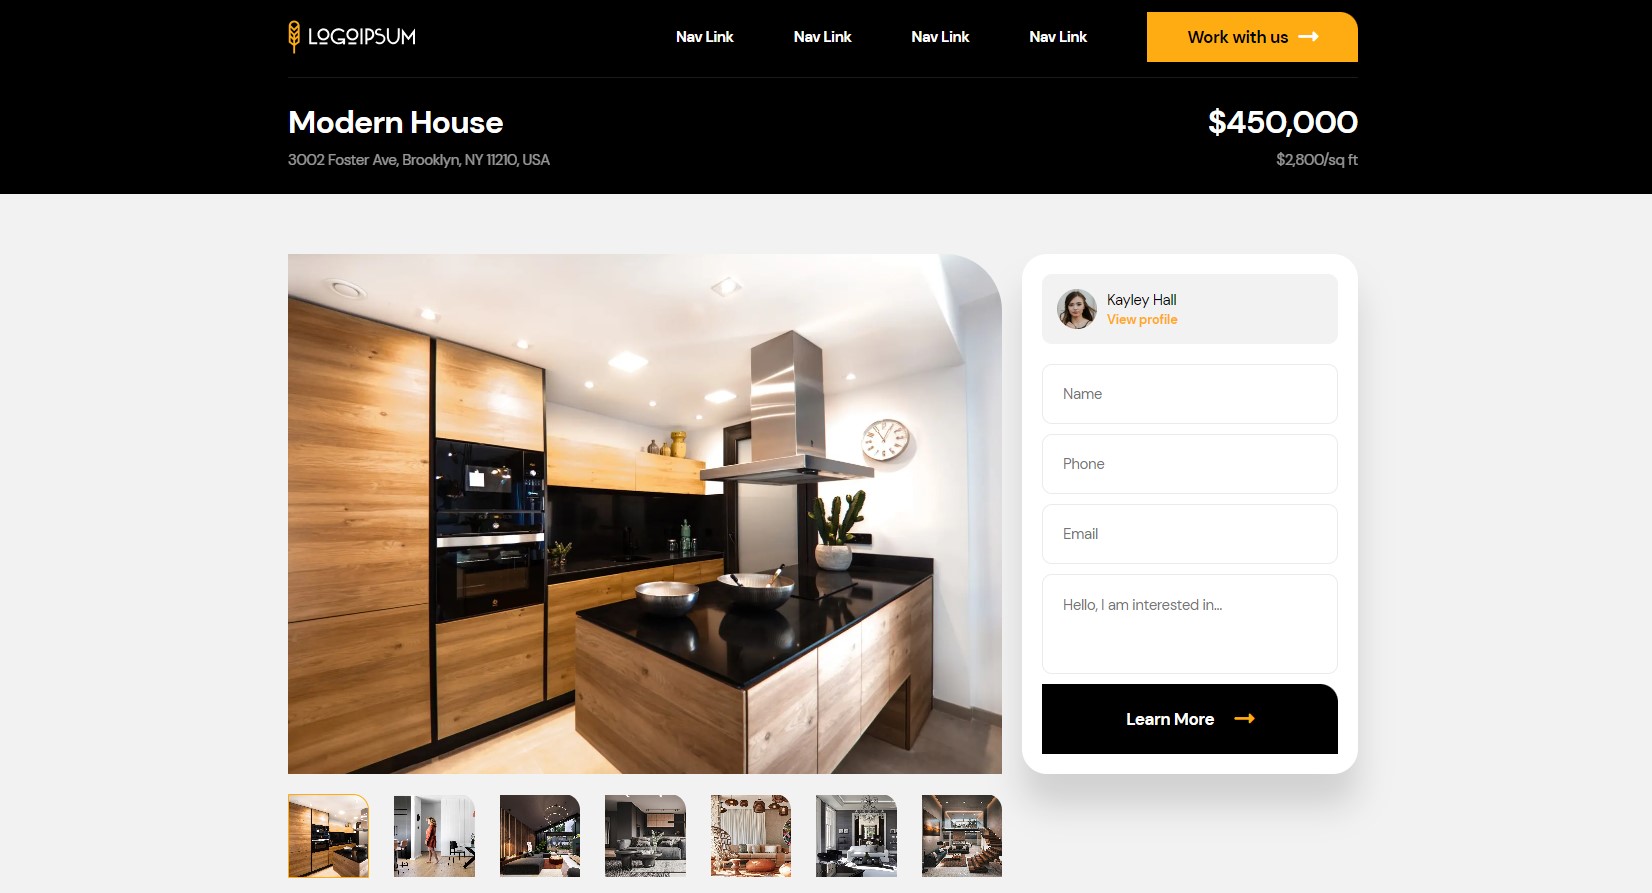 LOGOIPSUM
Nav Link
Nav Link
Nav Link
Nav Link
Work with us
Modern House
$450,000
3002 Foster Ave, Brooklyn, NY 11210, USA
$2,800/sq ft
Kayley Hall
View profile
Name
Phone
Email
Hello, I am interested in...
Learn More